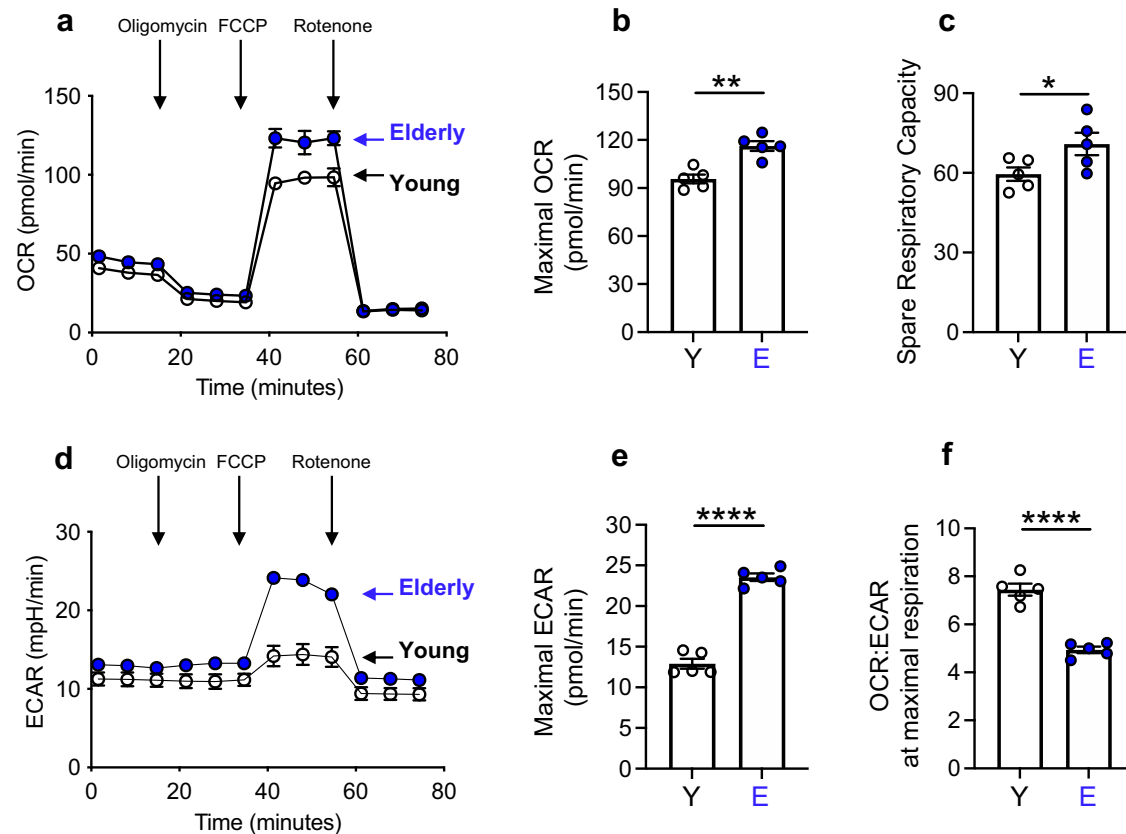 a
Oligomycin FCCP Rotenone
150
100
50
0
OCR (pmol/min)
Elderly
Young
0 20 40 60 80
Time (minutes)
b
**
150
120
90
60
30
0
Maximal OCR
(pmol/min)
Y E
c
*
90
60
30
0
Spare Respiratory Capacity
Y E
d
Oligomycin FCCP Rotenone
30
20
10
0
ECAR (mpH/min)
Elderly
Young
0 20 40 60 80
Time (minutes)
e
****
30
25
20
15
10
5
0
Maximal ECAR
(pmol/min)
Y E
f
****
10
8
6
4
2
0
OCR:ECAR
at maximal respiration
Y E